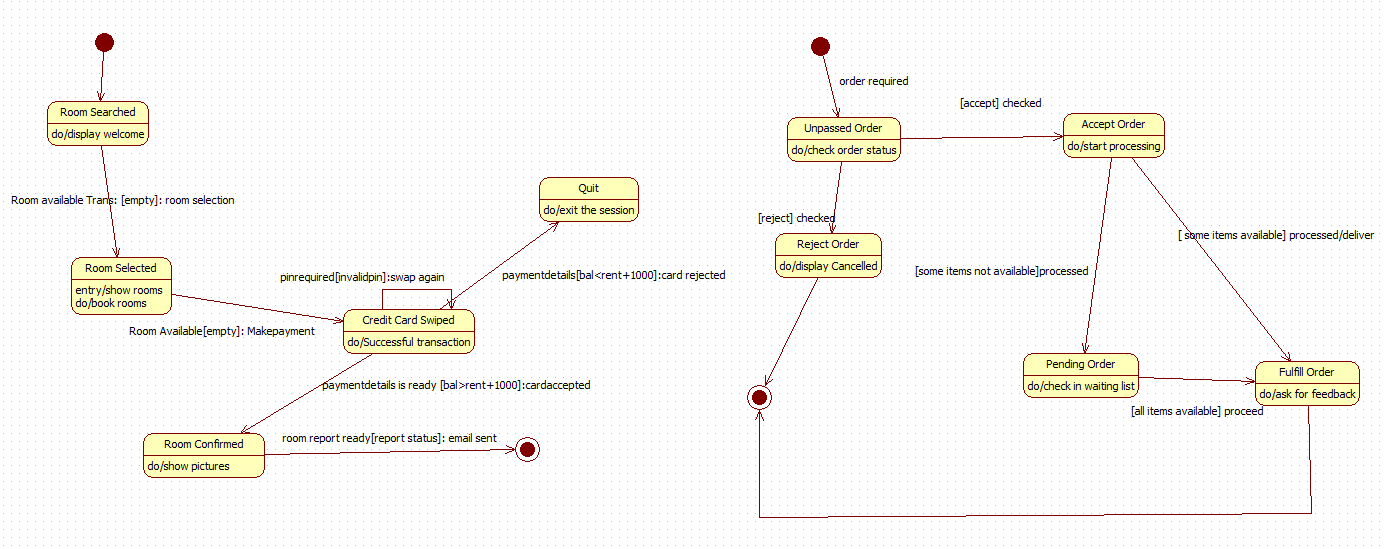 Room Searched
do/display welcome
Room available Trans: [empty]: room selection
Room Selected
entry/show rooms
do/book rooms
Room Available[empty]: Makepayment
pinrequired[invalidpin]:swap again
Credit Card Swiped
do/Successful transaction
Quit
do/exit the session
paymentdetails[bal<rent+1000]:card rejected
paymentdetails is ready [bal>rent+1000]:cardaccepted
Room Confirmed
do/show pictures
room report ready[report status]: email sent
order required
Unpassed Order
do/check order status
[accept] checked
Accept Order
do/start processing
[reject] checked
Reject Order
do/display Cancelled
[some items not available]processed
[ some items available] processed/deliver
Pending Order
do/check in waiting list
[all items available] proceed
Fulfill Order
do/ask for feedback